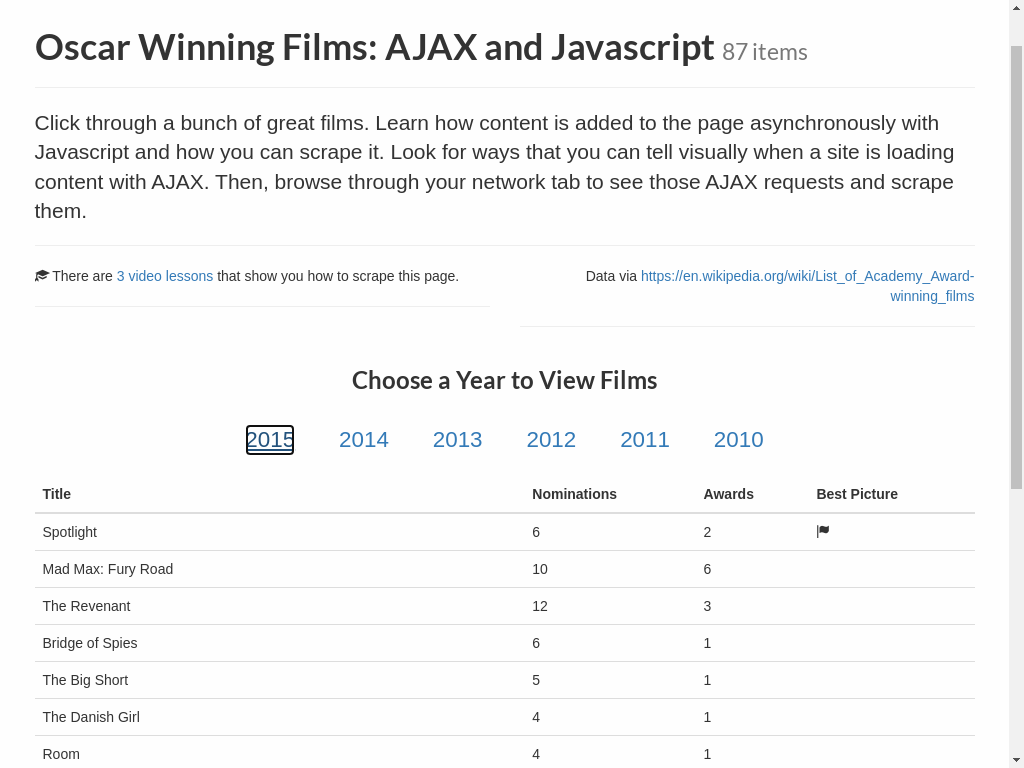 Oscar Winning Films: AJAX and Javascript 87 items
Click through a bunch of great films. Learn how content is added to the page asynchronously with
Javascript and how you can scrape it. Look for ways that you can tell visually when a site is loading
content with AJAX. Then, browse through your network tab to see those AJAX requests and scrape
them.
There are 3 video lessons that show you how to scrape this page.
Data via https://en.wikipedia.org/wiki/List_of_Academy_Award-
winning_films
Choose a Year to View Films
2015 2014 2013 2012 2011 2010
Title Nominations Awards Best Picture
Spotlight 6 2
Mad Max: Fury Road 10 6
The Revenant 12 3
Bridge of Spies 6 1
The Big Short 5 1
The Danish Girl 4 1
Room 4 1